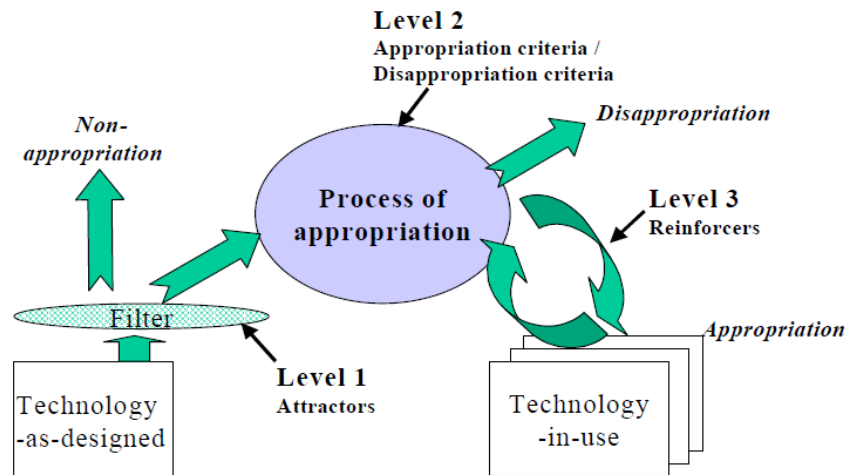 Level 2
Appropriation criteria /
Disappropriation criteria
Non-
appropriation
Disappropriation
Process of
appropriation
Level 3
Reinforcers
Filter
Appropriation
Level 1
Attractors
Technology
-as-designed
Technology
-in-use